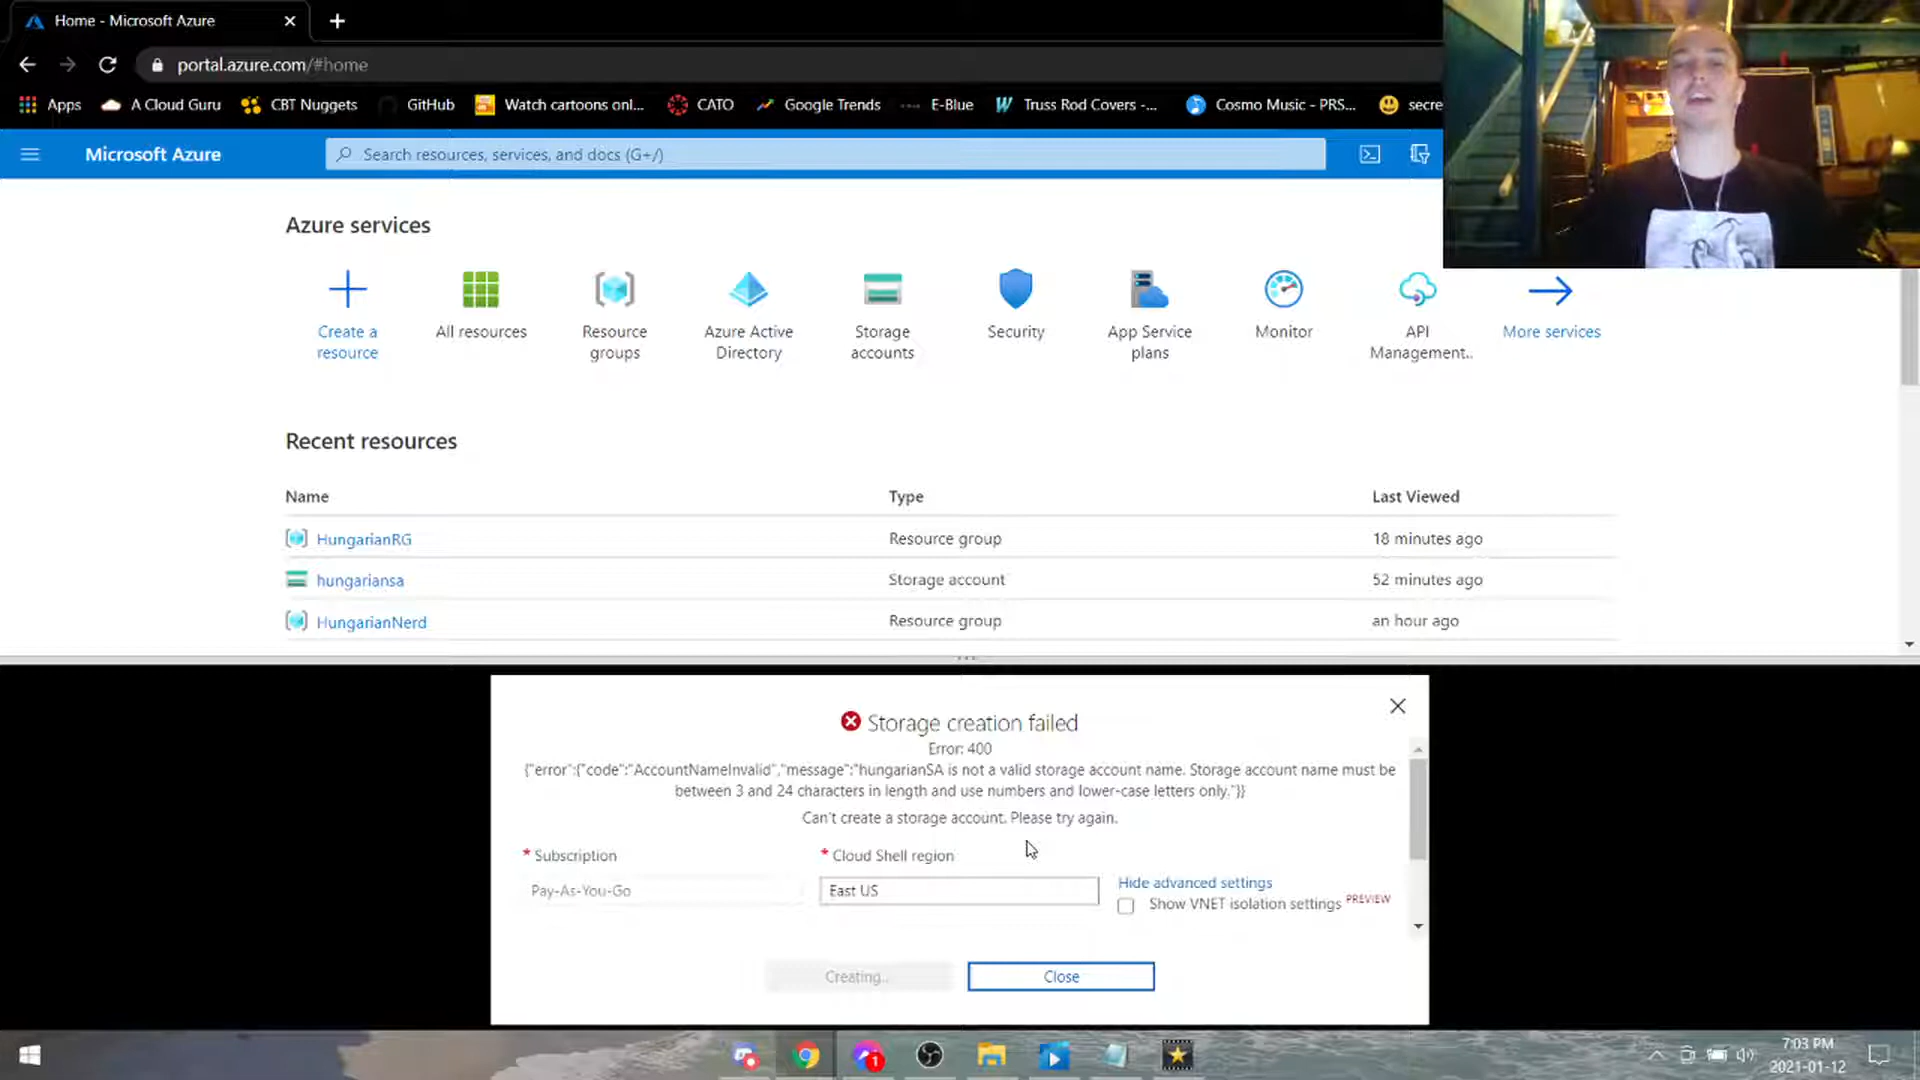 Home - Microsoft Azure
portal.azure.com/#home
Apps A Cloud Guru CBT Nuggets GitHub Watch cartoons onl... CATO Google Trends E-Blue Truss Rod Covers -... Cosmo Music - PRS... secre
Microsoft Azure Search resources, services, and docs (G+/)
Azure services
Create a resource
All resources
Resource groups
Azure Active Directory
Storage accounts
Security
App Service plans
Monitor
API Management..
More services
Recent resources
Name Type Last Viewed
HungarianRG Resource group 18 minutes ago
hungariansa Storage account 52 minutes ago
HungarianNerd Resource group an hour ago
Storage creation failed
Error: 400
{"error":{"code":"AccountNameInvalid","message":"hungarianSA is not a valid storage account name. Storage account name must be
between 3 and 24 characters in length and use numbers and lower-case letters only."}}
Can't create a storage account. Please try again.
* Subscription * Cloud Shell region
Pay-As-You-Go East US Hide advanced settings
Show VNET isolation settings PREVIEW
Creating.. Close
1
7:03 PM
2021-01-12